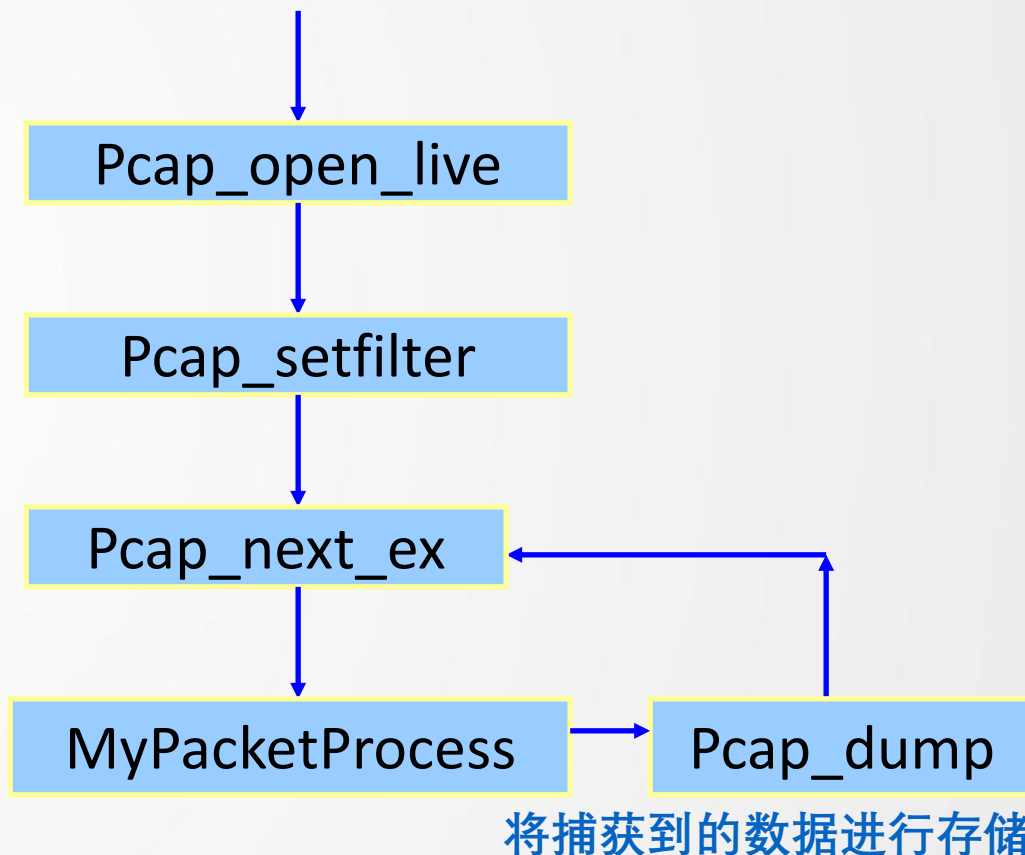 Pcap_open_live
Pcap_setfilter
Pcap_next_ex
MyPacketProcess
Pcap_dump
将捕获到的数据进行存储